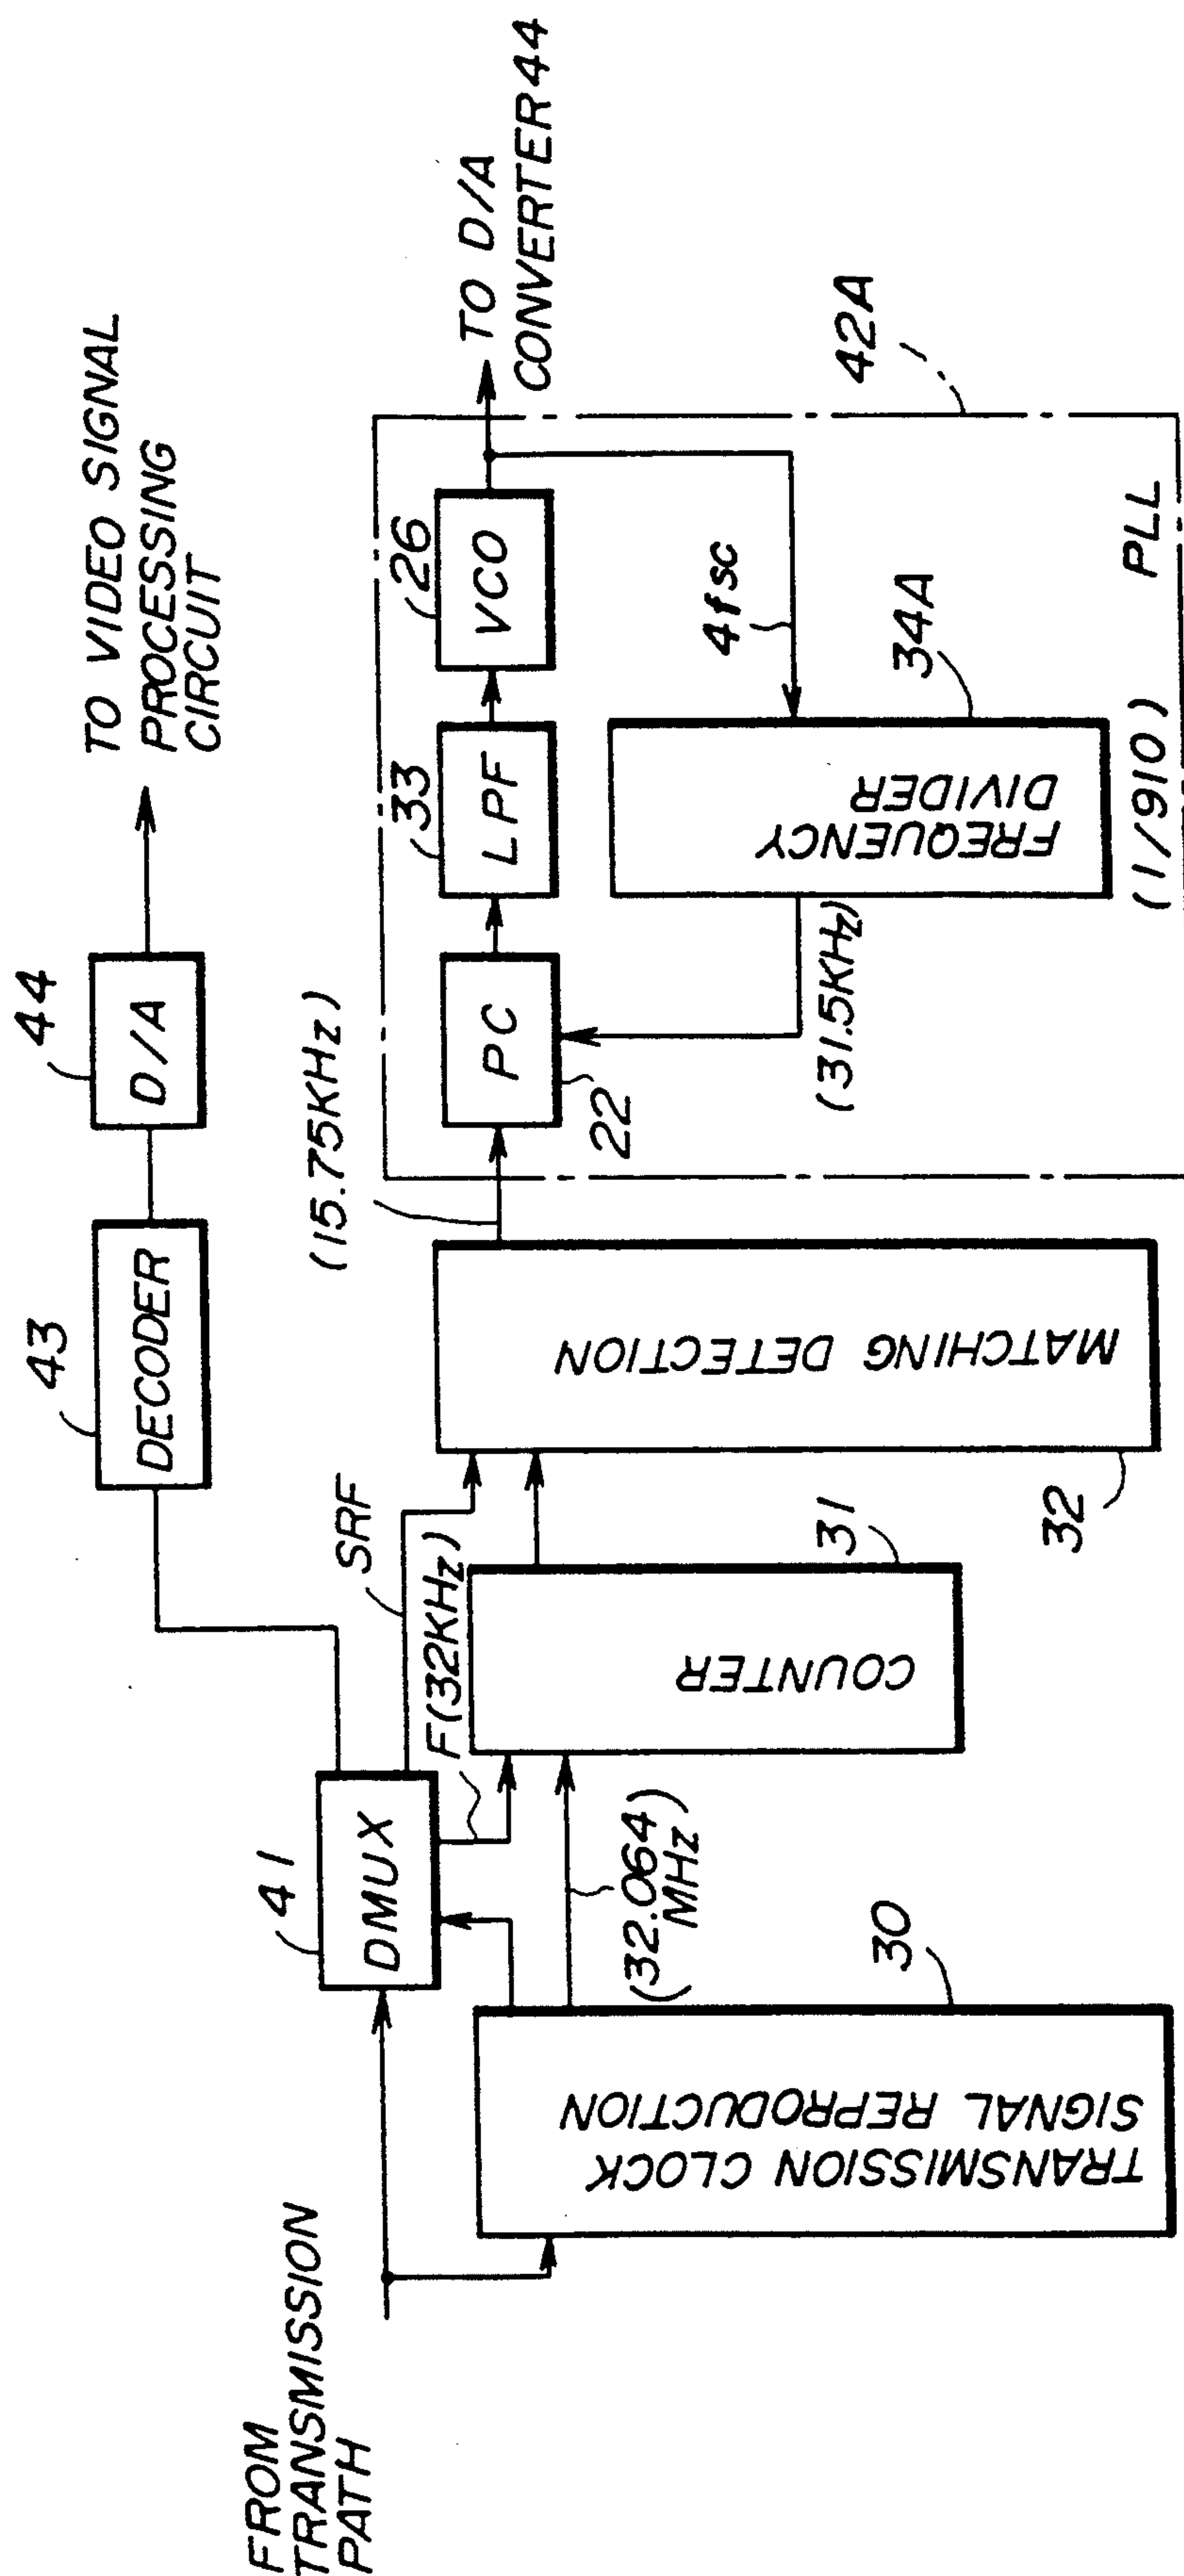 FROM
TRANSMISSION
PATH
41
DMUX
43
DECODER
44
D/A
TO VIDEO SIGNAL
PROCESSING
CIRCUIT
SRF
F(32KHz)
(32.064)
MHz
30
TRANSMISSION CLOCK
SIGNAL REPRODUCTION
31
COUNTER
32
MATCHING DETECTION
(15.75KHz)
22
PC
33
LPF
26
VCO
TO D/A
CONVERTER44
4fsc
34A
FREQUENCY
DIVIDER
(31.5KHz)
(1/910)
PLL
42A